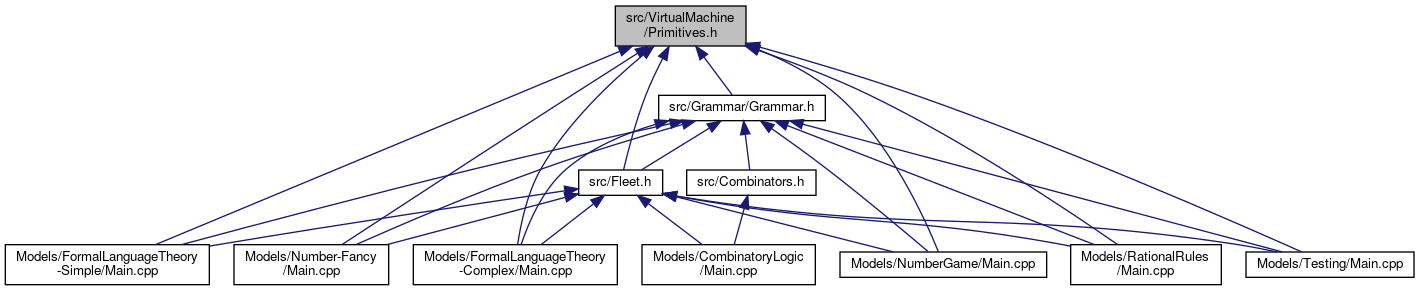 src/VirtualMachine
/Primitives.h
src/Grammar/Grammar.h
src/Fleet.h
src/Combinators.h
Models/FormalLanguageTheory
-Simple/Main.cpp
Models/Number-Fancy
/Main.cpp
Models/FormalLanguageTheory
-Complex/Main.cpp
Models/CombinatoryLogic
/Main.cpp
Models/NumberGame/Main.cpp
Models/RationalRules
/Main.cpp
Models/Testing/Main.cpp